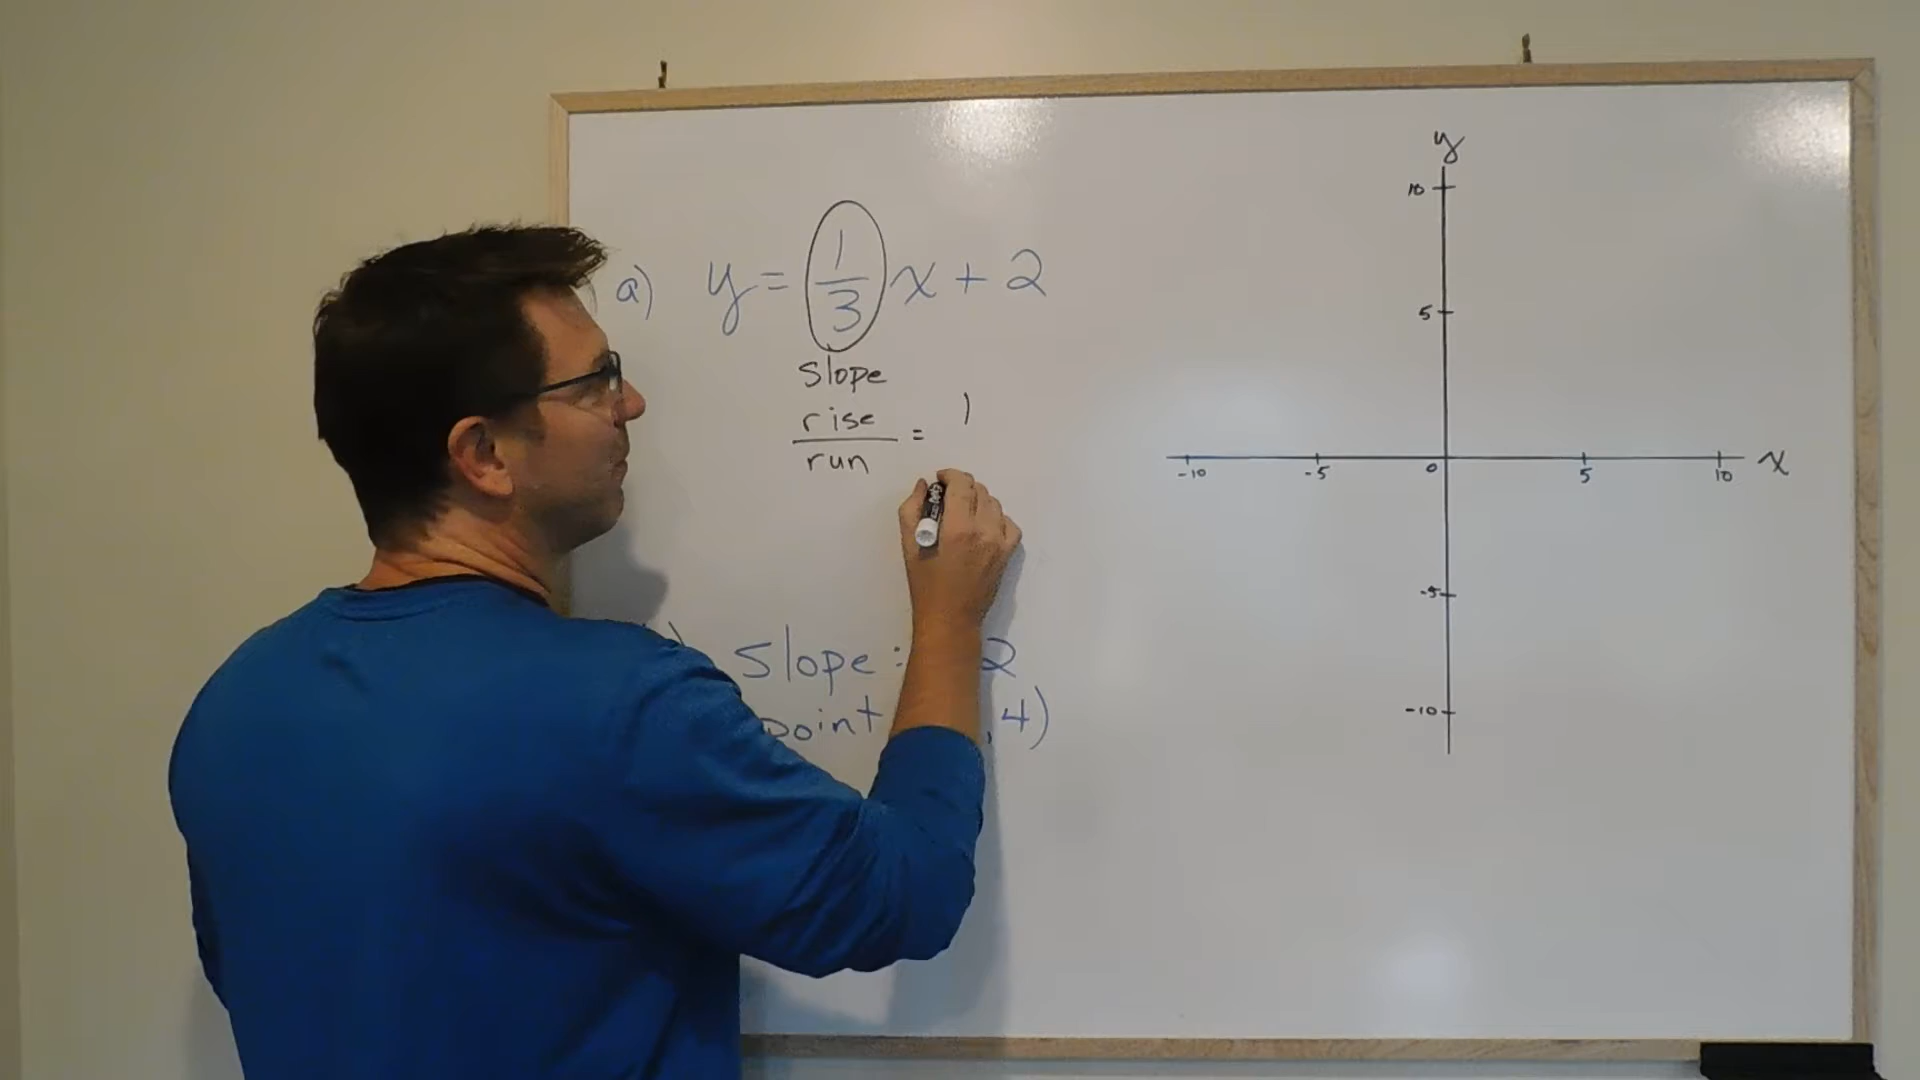 a) y = 1/3 x + 2
slope
rise/run = 1
slope: 2
point , 4)
y
10
5
-10 -5 0 5 10 x
-5
-10